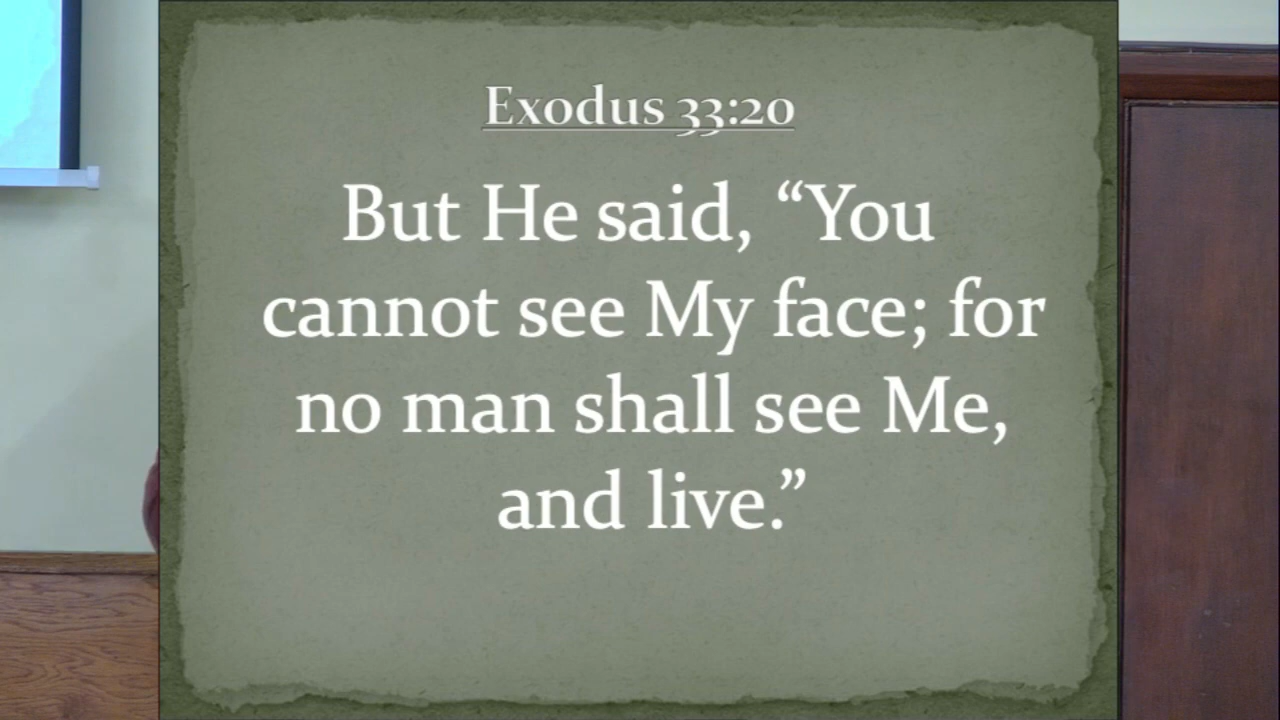 Exodus 33:20
But He said, “You
cannot see My face; for
no man shall see Me,
and live.”